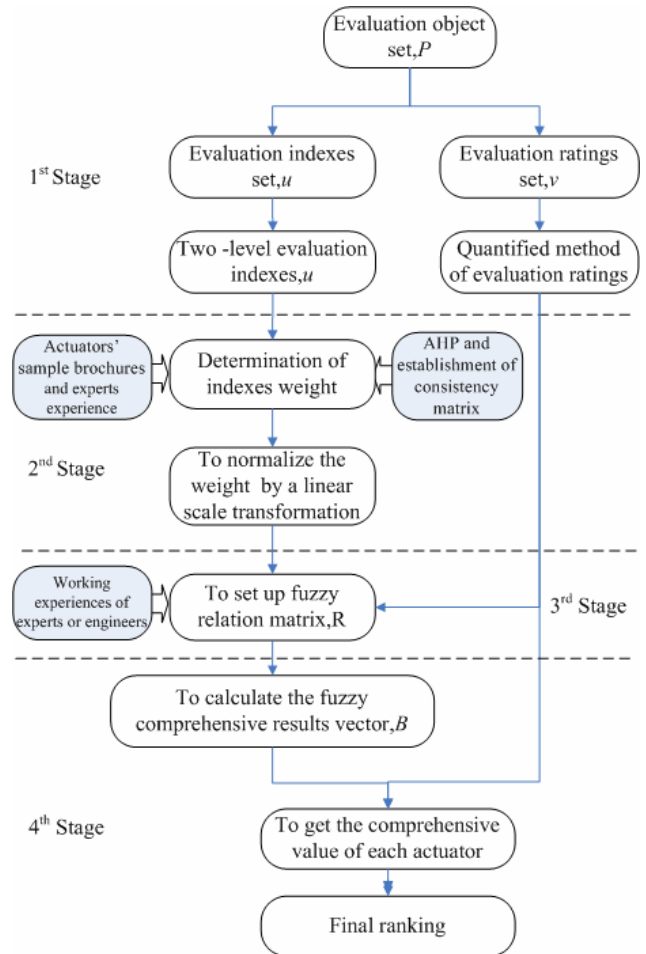 Evaluation object
set,P
Evaluation indexes
set,u
Evaluation ratings
set,v
1st Stage
Two -level evaluation
indexes,u
Quantified method
of evaluation ratings
Actuators'
sample brochures
and experts
experience
Determination of
indexes weight
AHP and
establishment of
consistency
matrix
2nd Stage
To normalize the
weight by a linear
scale transformation
Working
experiences of
experts or engineers
To set up fuzzy
relation matrix,R
3rd Stage
To calculate the fuzzy
comprehensive results vector,B
4th Stage
To get the comprehensive
value of each actuator
Final ranking